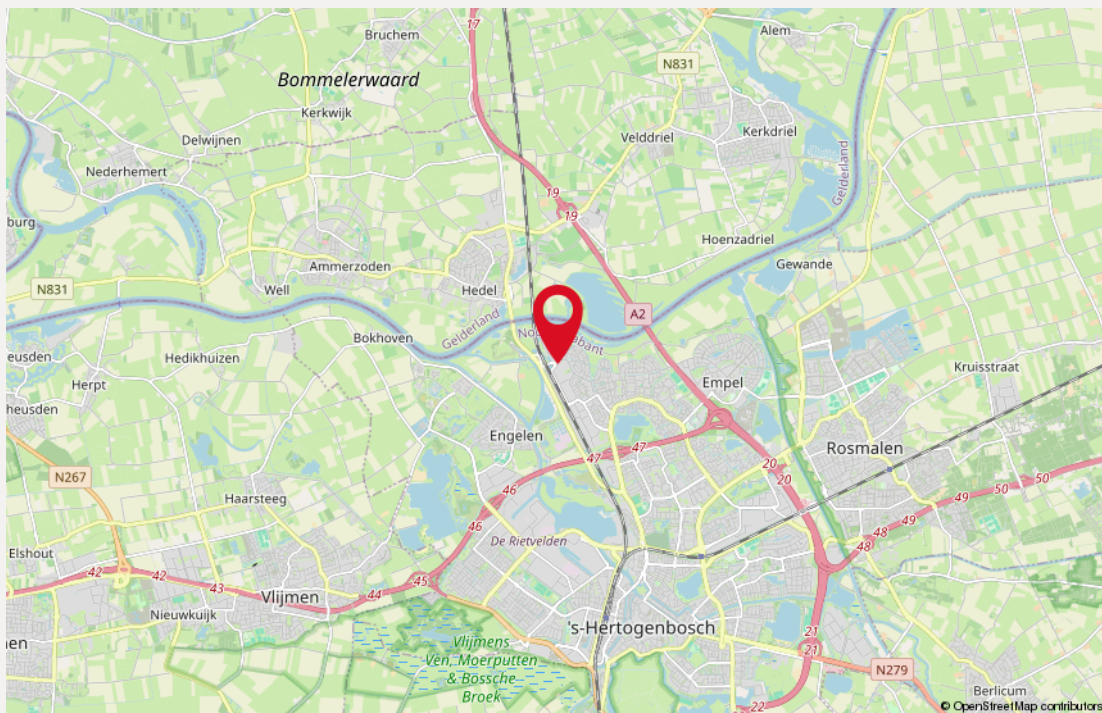 17
Bruchem
Alem
N831
Bommelerwaard
Kerkwijk
Delwijnen
Velddriel
Kerkdriel
Nederhemert
Gelderland
19
19
burg
Hoenzadriel
Ammerzoden
Gewande
N831
Well
Hedel
A2
Gelderland
Bokhoven
Hedikhuizen
eusden
Herpt
heusden
Kruisstraat
Empel
Engelen
47
47
Rosmalen
20
20
N267
46
46
50
50
49
49
48
48
Haarsteeg
De Rietvelden
Elshout
42
42
43
44
45
Vlijmen
Nieuwkuijk
's-Hertogenbosch
21
21
Vlijmens
Ven, Moerputten
& Bossche
Broek
N279
Berlicum
22
© OpenStreetMap contributors